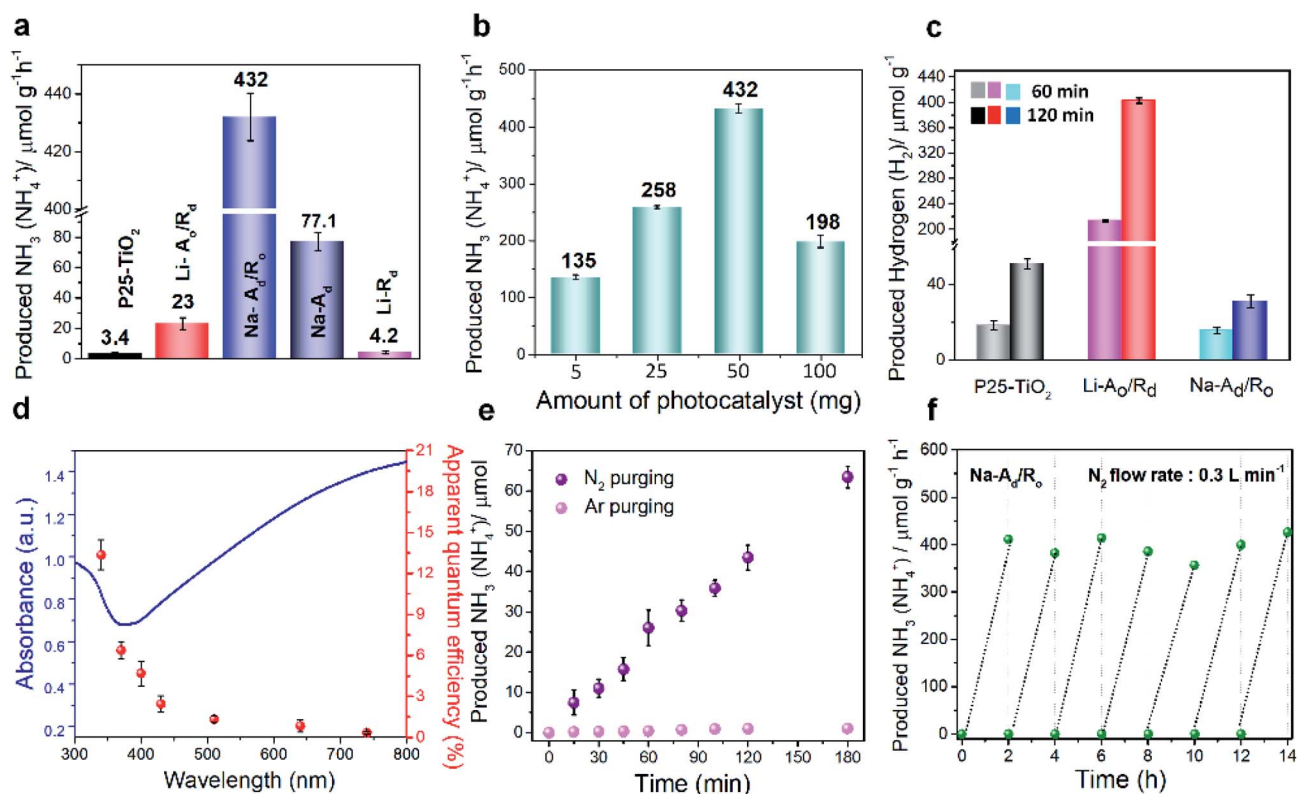 a
Produced NH3 (NH4+)/ μmol g-1h-1
440
430
420
400
80
60
40
20
0
P25-TiO2
3.4
Li- Ao/Rd
23
432
Na- Ad/Ro
77.1
Na-Ad
Li-Rd
4.2
b
Produced NH3 (NH4+)/ μmol g-1h-1
500
400
300
200
100
0
135
258
432
198
5 25 50 100
Amount of photocatalyst (mg)
c
Produced Hydrogen (H2)/ μmol g-1
440
400
360
320
280
240
200
80
40
0
60 min
120 min
P25-TiO2 Li-Ao/Rd Na-Ad/Ro
d
Absorbance (a.u.)
1.4
1.2
1.0
0.8
0.6
0.4
0.2
Apparent quantum efficiency (%)
21
18
15
12
9
6
3
0
300 400 500 600 700 800
Wavelength (nm)
e
Produced NH3 (NH4+)/ μmol
70
60
50
40
30
20
10
0
N2 purging
Ar purging
0 30 60 90 120 150 180
Time (min)
f
Produced NH3 (NH4+) / μmol g-1 h-1
600
500
400
300
200
100
0
Na-Ad/Ro
N2 flow rate : 0.3 L min-1
0 2 4 6 8 10 12 14
Time (h)